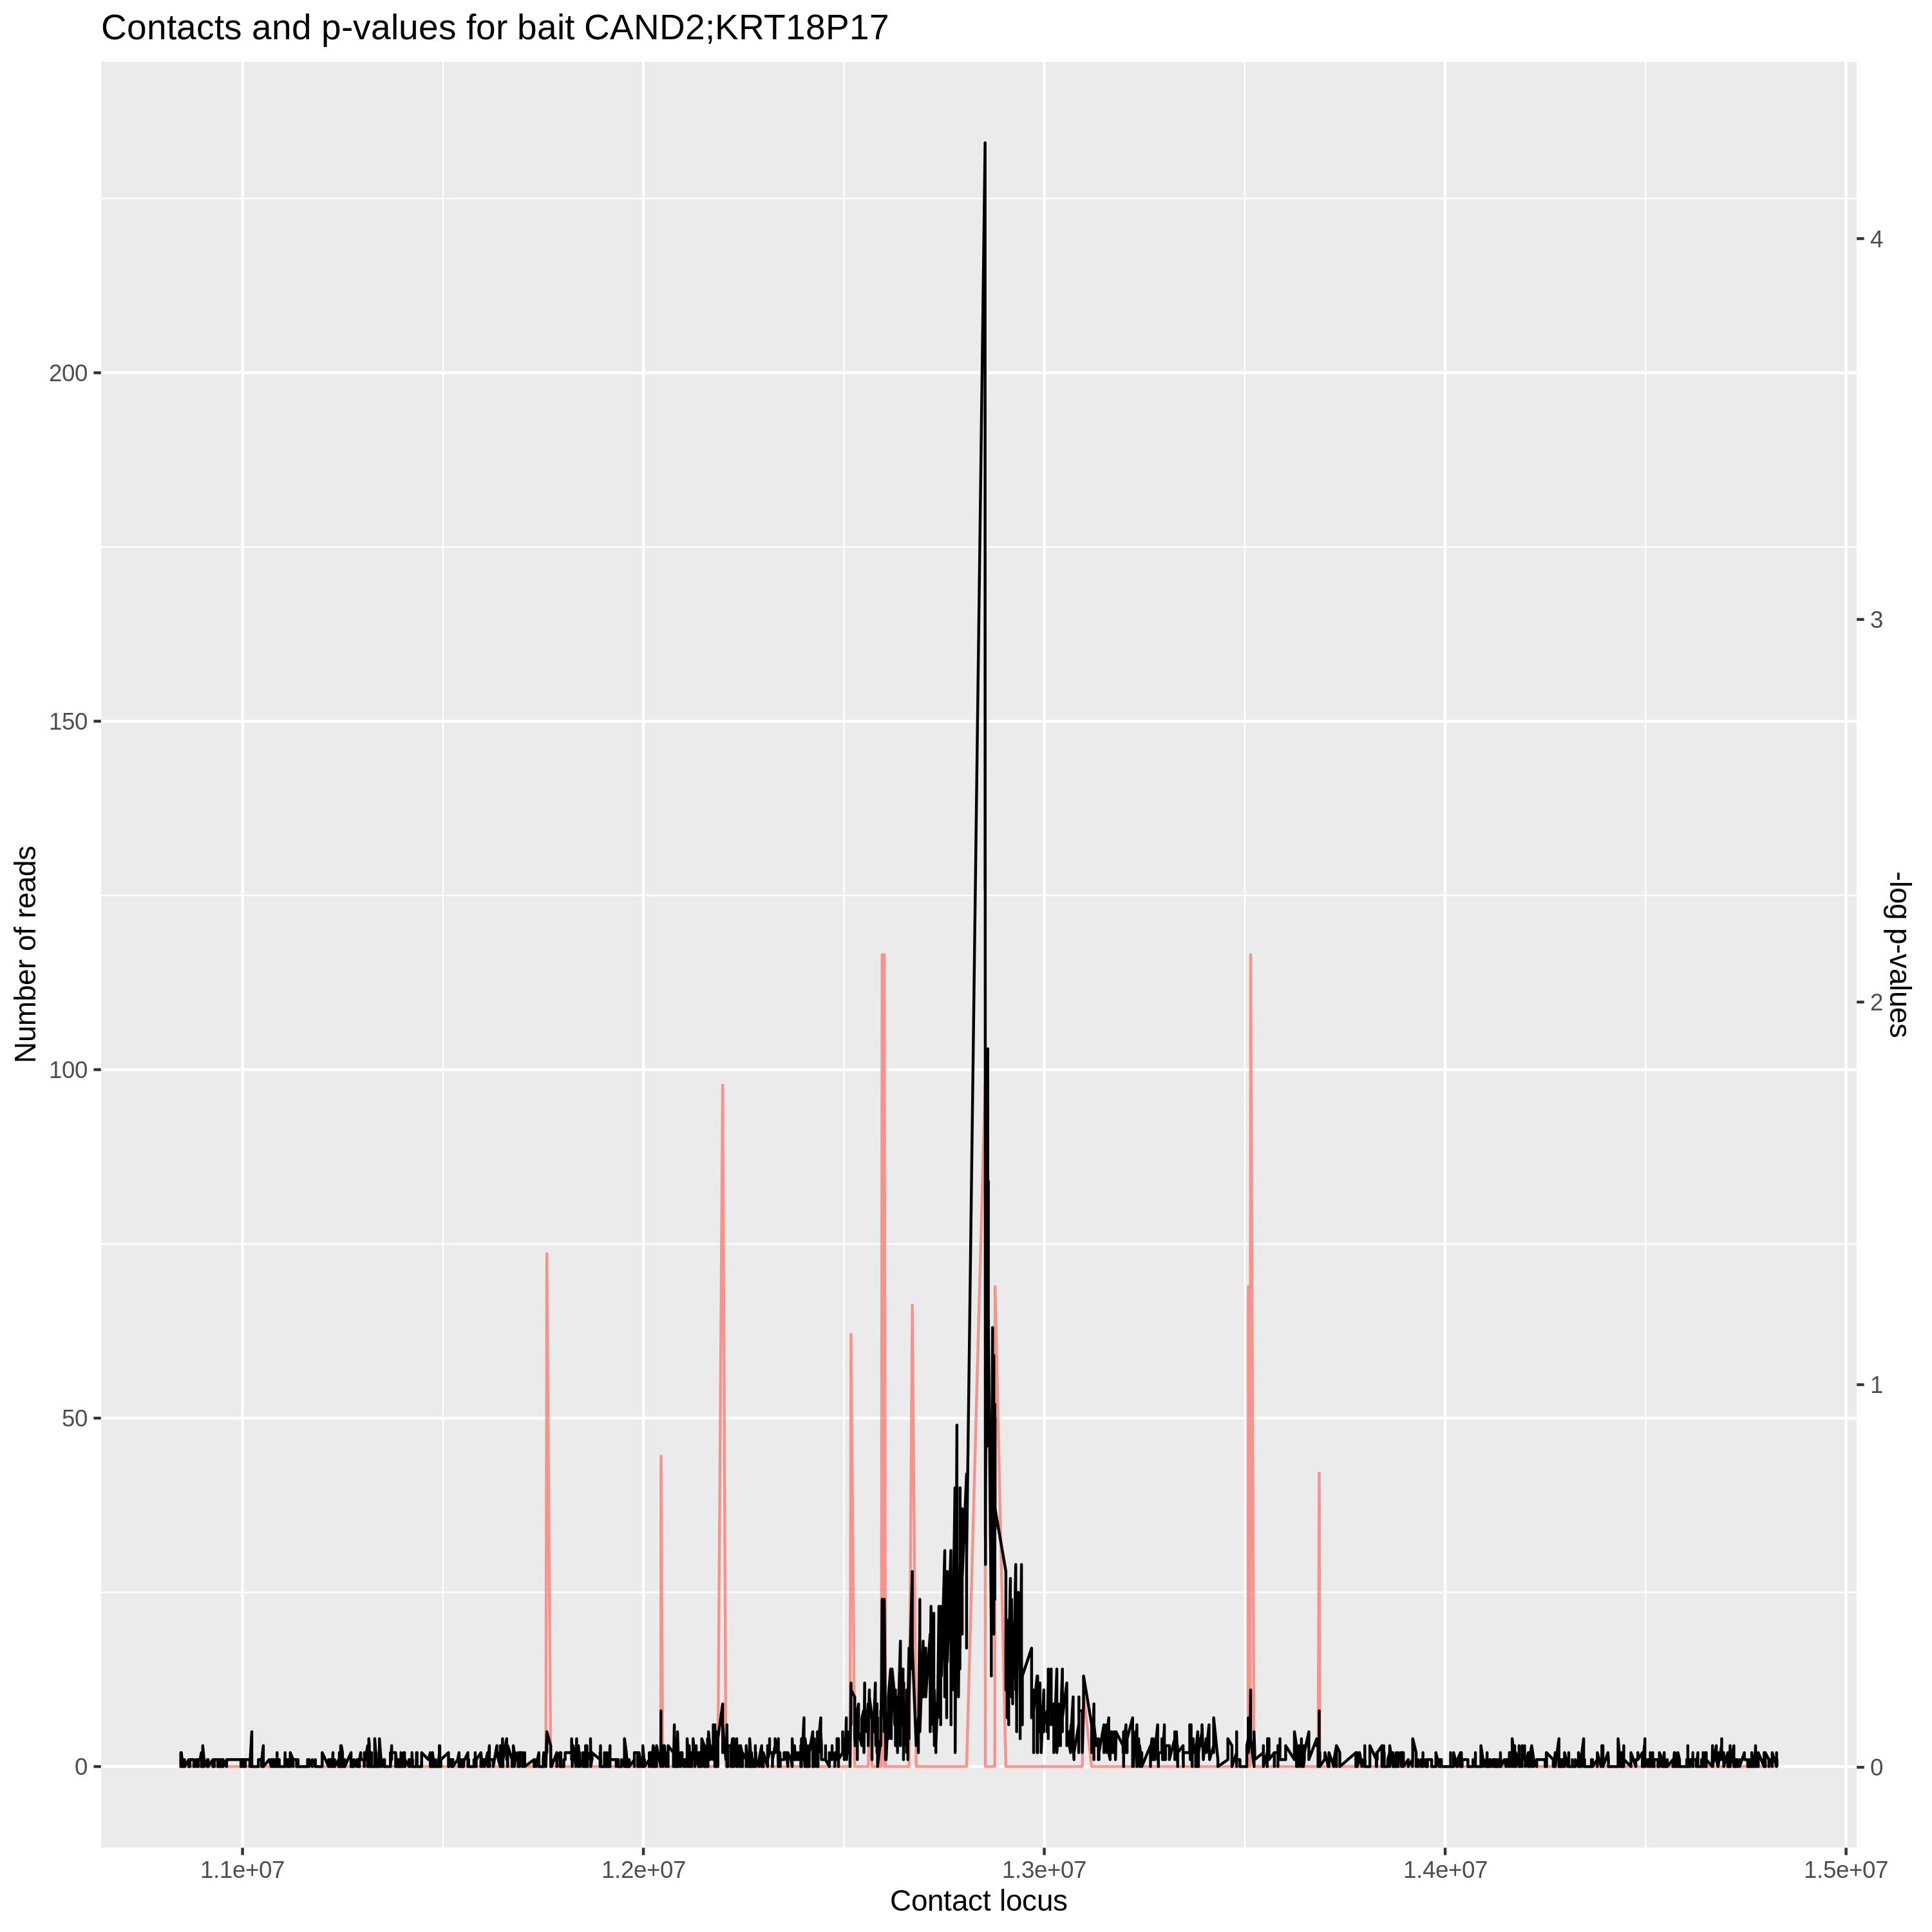 Contacts and p-values for bait CAND2;KRT18P17
Number of reads
200
150
100
50
0
4
3
2
1
0
-log p-values
1.1e+07
1.2e+07
1.3e+07
1.4e+07
1.5e+07
Contact locus